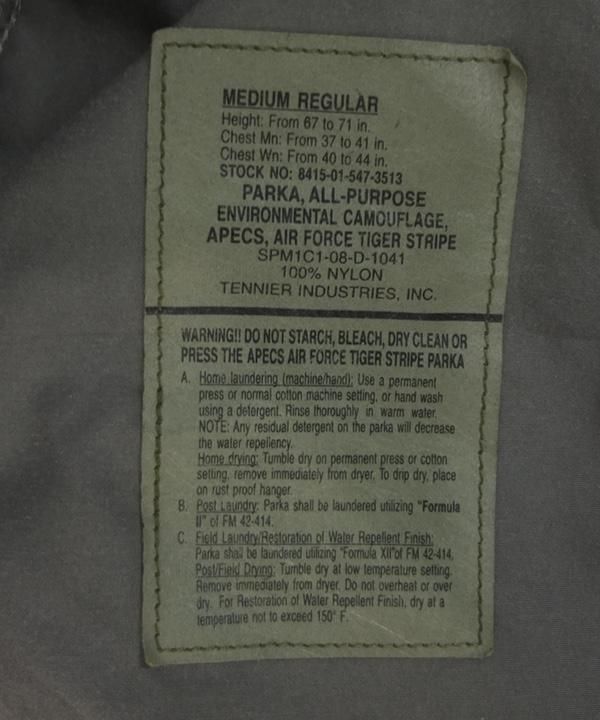 MEDIUM REGULAR
Height: From 67 to 71 in.
Chest Mn: From 37 to 41 in.
Chest Wn: From 40 to 44 in.
STOCK NO: 8415-01-547-3513
PARKA, ALL-PURPOSE
ENVIRONMENTAL CAMOUFLAGE,
APECS, AIR FORCE TIGER STRIPE
SPM1C1-08-D-1041
100% NYLON
TENNIER INDUSTRIES, INC.
WARNING!! DO NOT STARCH, BLEACH, DRY CLEAN OR
PRESS THE APECS AIR FORCE TIGER STRIPE PARKA
A. Home laundering (machine/hand): Use a permanent
press or normal cotton machine setting, or hand wash
using a detergent. Rinse thoroughly in warm water.
NOTE: Any residual detergent on the parka will decrease
the water repellency.
Home drying: Tumble dry on permanent press or cotton
setting, remove immediately from dryer. To drip dry, place
on rust proof hanger.
B. Post Laundry: Parka shall be laundered utilizing "Formula
II" of FM 42-414.
C. Field Laundry/Restoration of Water Repellent Finish:
Parka shall be laundered utilizing "Formula XII"of FM 42-414.
Post/Field Drying: Tumble dry at low temperature setting.
Remove immediately from dryer. Do not overheat or over
dry. For Restoration of Water Repellent Finish, dry at a
temperature not to exceed 150° F.